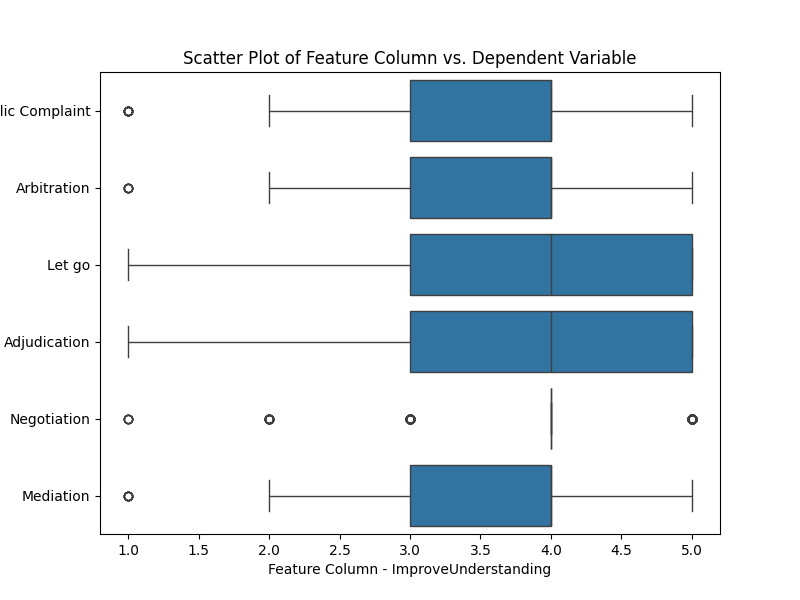 Scatter Plot of Feature Column vs. Dependent Variable
lic Complaint
Arbitration
Let go
Adjudication
Negotiation
Mediation
1.0 1.5 2.0 2.5 3.0 3.5 4.0 4.5 5.0
Feature Column - ImproveUnderstanding